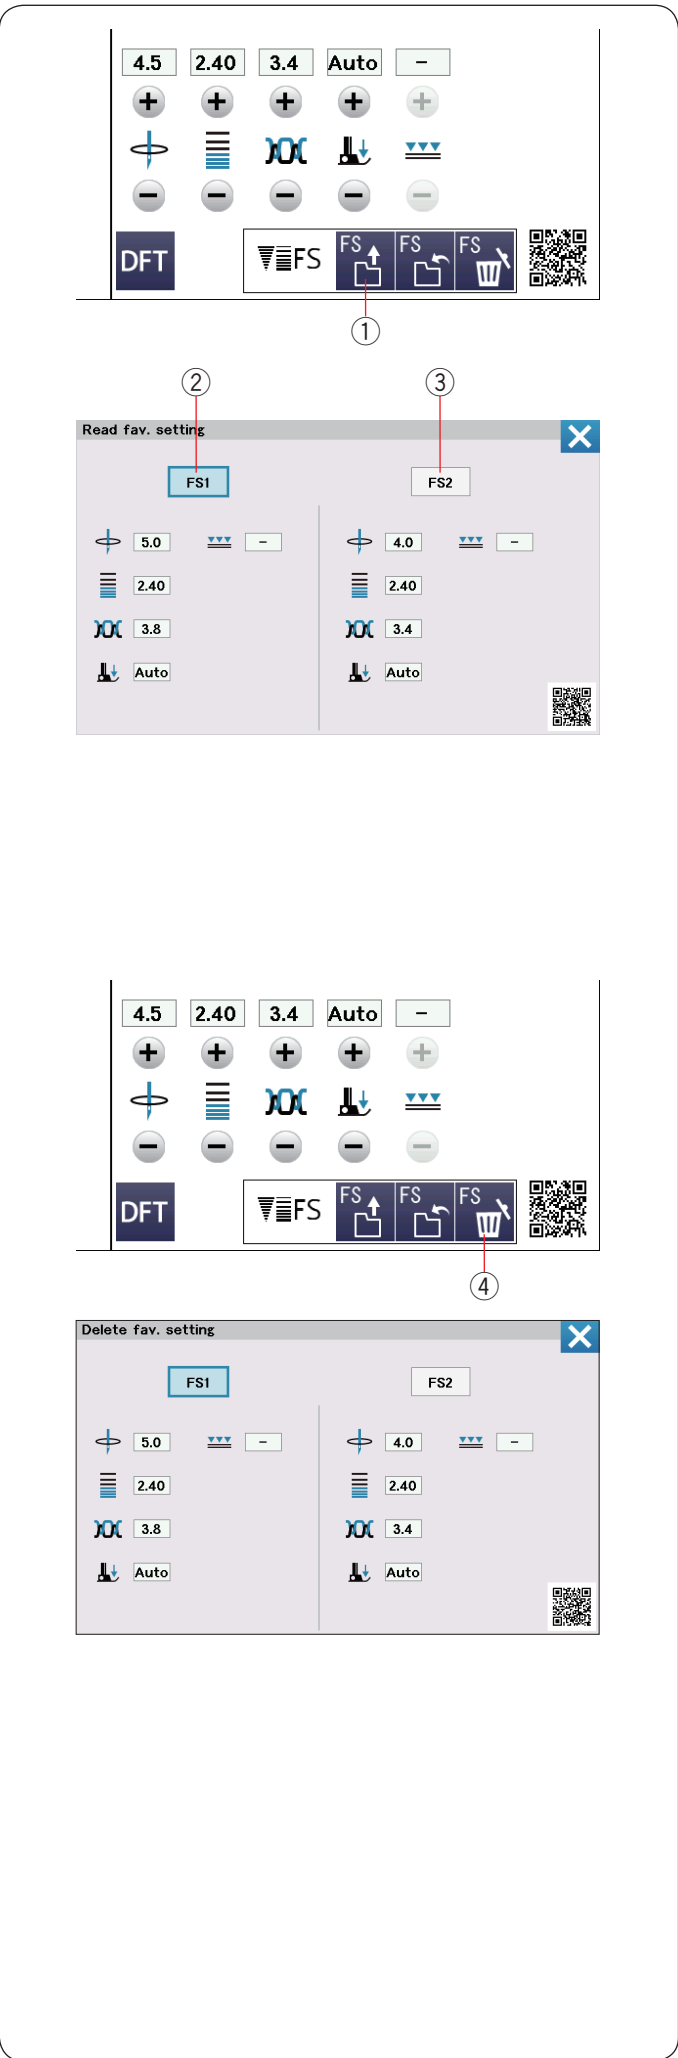 4.5 2.40 3.4 Auto -
DFT FS FS FS FS
①
② ③
Read fav. setting
FS1 FS2
5.0 - 4.0 -
2.40 2.40
3.8 3.4
Auto Auto
4.5 2.40 3.4 Auto -
DFT FS FS FS FS
④
Delete fav. setting
FS1 FS2
5.0 - 4.0 -
2.40 2.40
3.8 3.4
Auto Auto